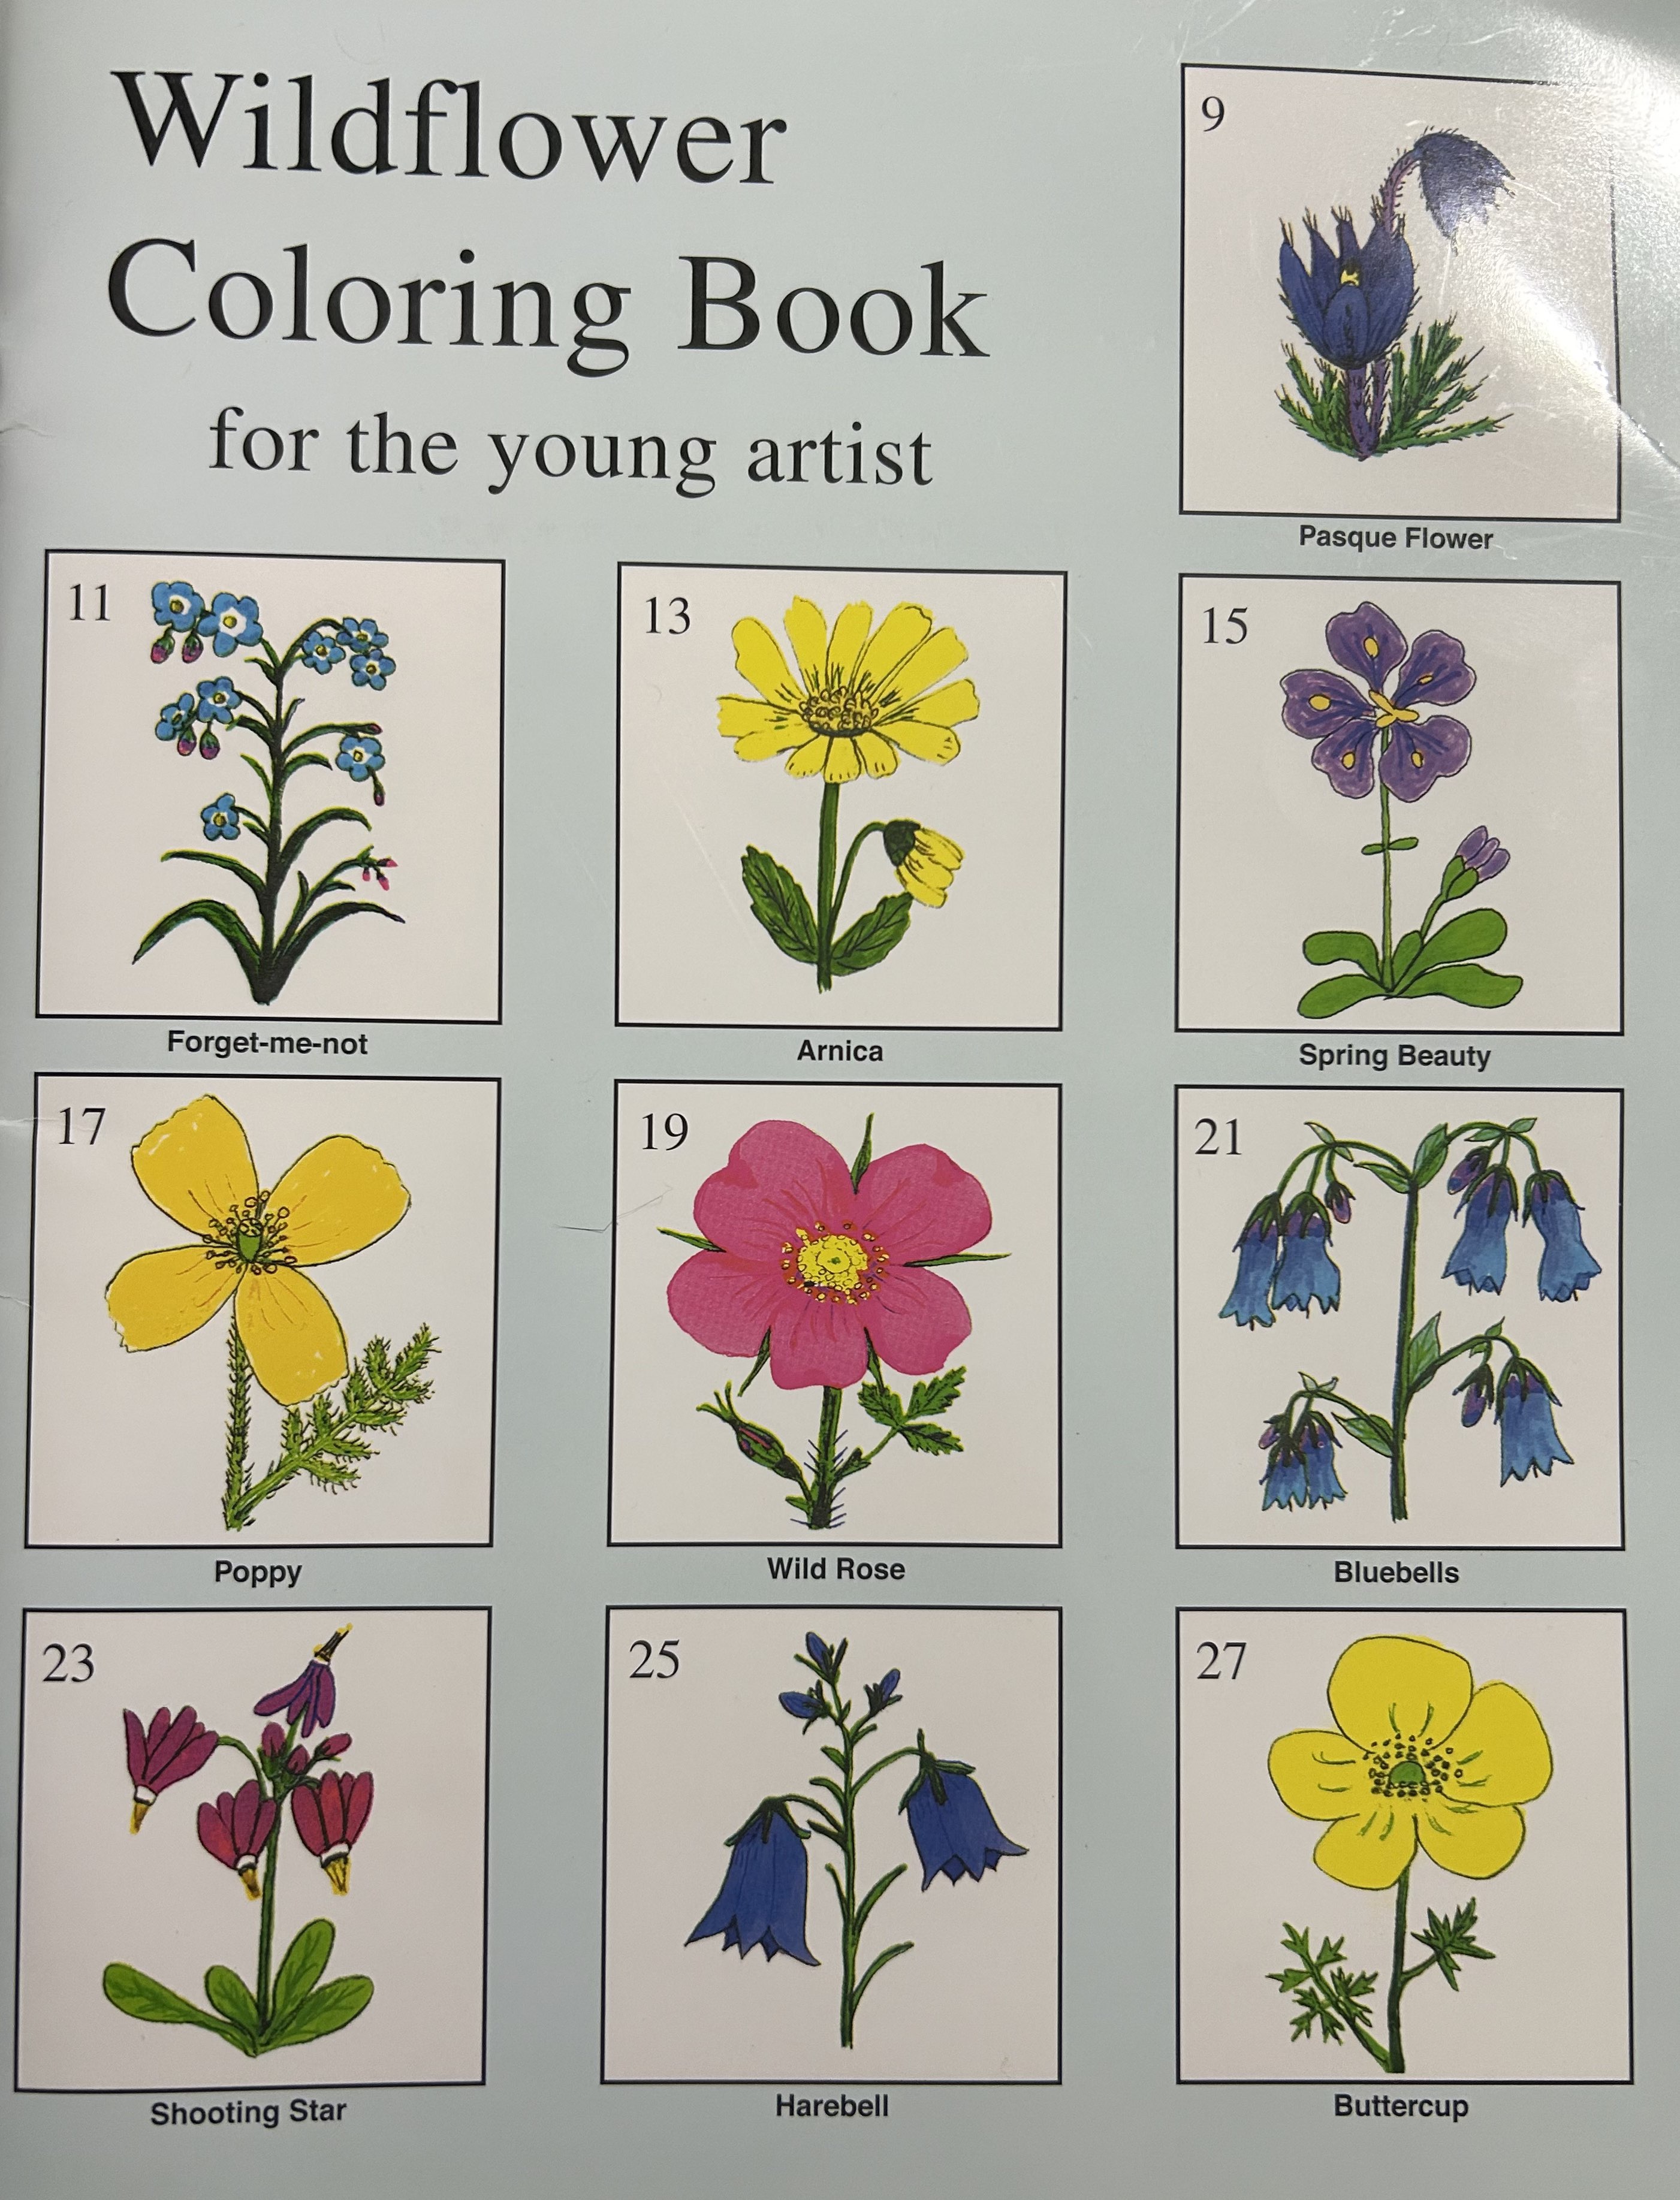 Wildflower
Coloring Book
for the young artist
9
Pasque Flower
11
Forget-me-not
13
Arnica
15
Spring Beauty
17
Poppy
19
Wild Rose
21
Bluebells
23
Shooting Star
25
Harebell
27
Buttercup